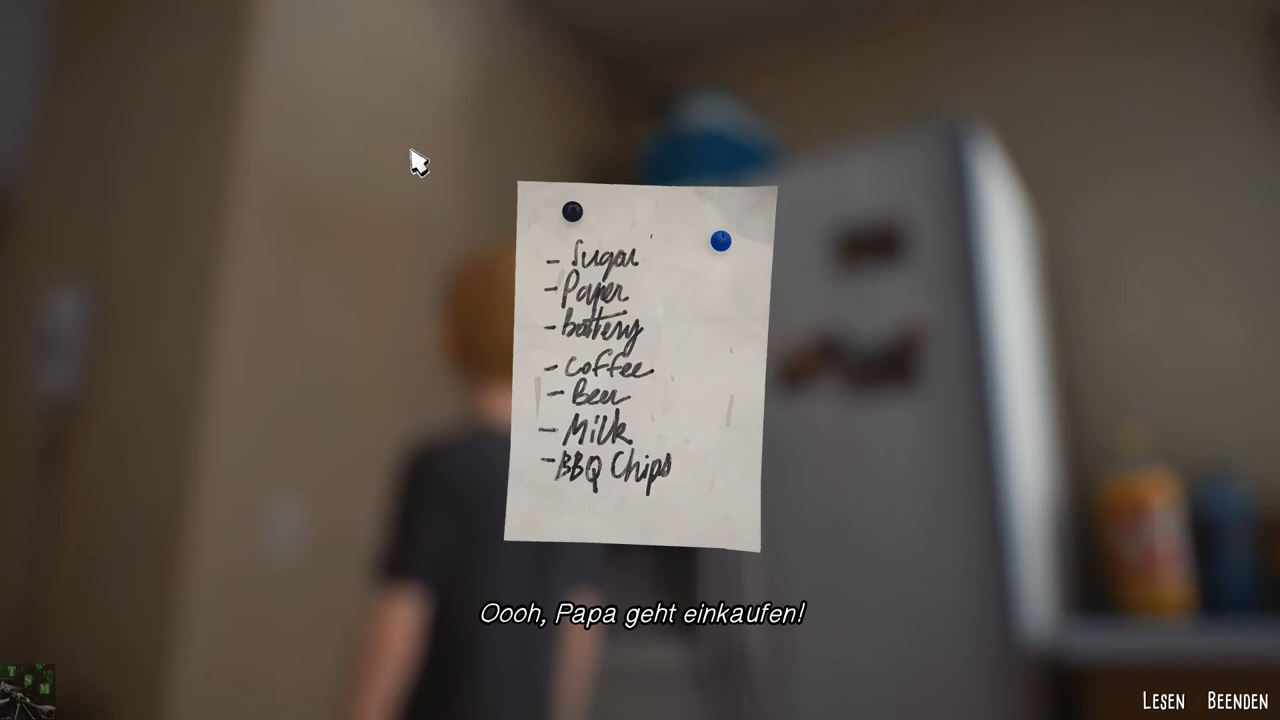 - Sugar
- Paper
- battery
- coffee
- Beer
- Milk
- BBQ Chips
Oooh, Papa geht einkaufen!
T S M
LESEN BEENDEN